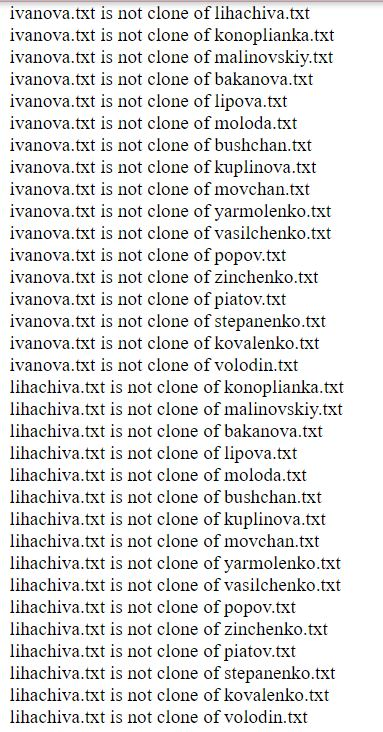 ivanova.txt is not clone of lihachiva.txt
ivanova.txt is not clone of konoplianka.txt
ivanova.txt is not clone of malinovskiy.txt
ivanova.txt is not clone of bakanova.txt
ivanova.txt is not clone of lipova.txt
ivanova.txt is not clone of moloda.txt
ivanova.txt is not clone of bushchan.txt
ivanova.txt is not clone of kuplinova.txt
ivanova.txt is not clone of movchan.txt
ivanova.txt is not clone of yarmolenko.txt
ivanova.txt is not clone of vasilchenko.txt
ivanova.txt is not clone of popov.txt
ivanova.txt is not clone of zinchenko.txt
ivanova.txt is not clone of piatov.txt
ivanova.txt is not clone of stepanenko.txt
ivanova.txt is not clone of kovalenko.txt
ivanova.txt is not clone of volodin.txt
lihachiva.txt is not clone of konoplianka.txt
lihachiva.txt is not clone of malinovskiy.txt
lihachiva.txt is not clone of bakanova.txt
lihachiva.txt is not clone of lipova.txt
lihachiva.txt is not clone of moloda.txt
lihachiva.txt is not clone of bushchan.txt
lihachiva.txt is not clone of kuplinova.txt
lihachiva.txt is not clone of movchan.txt
lihachiva.txt is not clone of yarmolenko.txt
lihachiva.txt is not clone of vasilchenko.txt
lihachiva.txt is not clone of popov.txt
lihachiva.txt is not clone of zinchenko.txt
lihachiva.txt is not clone of piatov.txt
lihachiva.txt is not clone of stepanenko.txt
lihachiva.txt is not clone of kovalenko.txt
lihachiva.txt is not clone of volodin.txt